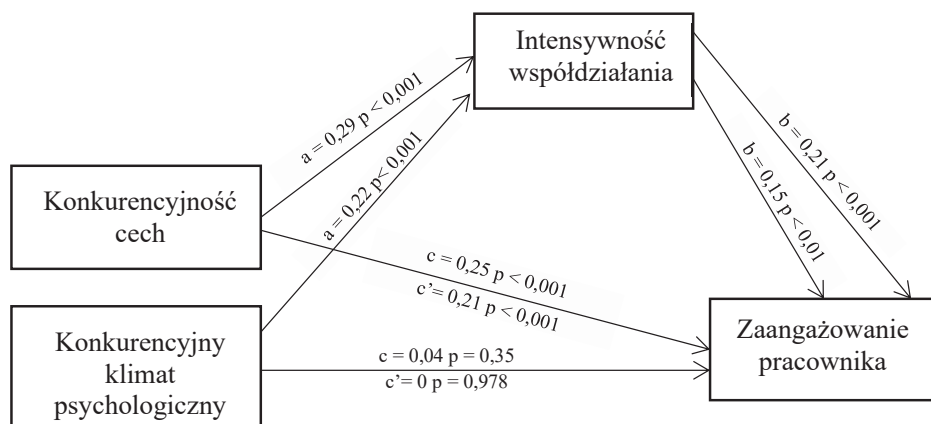 Intensywność
współdziałania
a = 0,29 p < 0,001
a = 0,22 p< 0,001
b = 0,21 p < 0,001
b = 0,15 p < 0,01
Konkurencyjność
cech
c = 0,25 p < 0,001
c’= 0,21 p < 0,001
Konkurencyjny
klimat
psychologiczny
c = 0,04 p = 0,35
c’= 0 p = 0,978
Zaangażowanie
pracownika